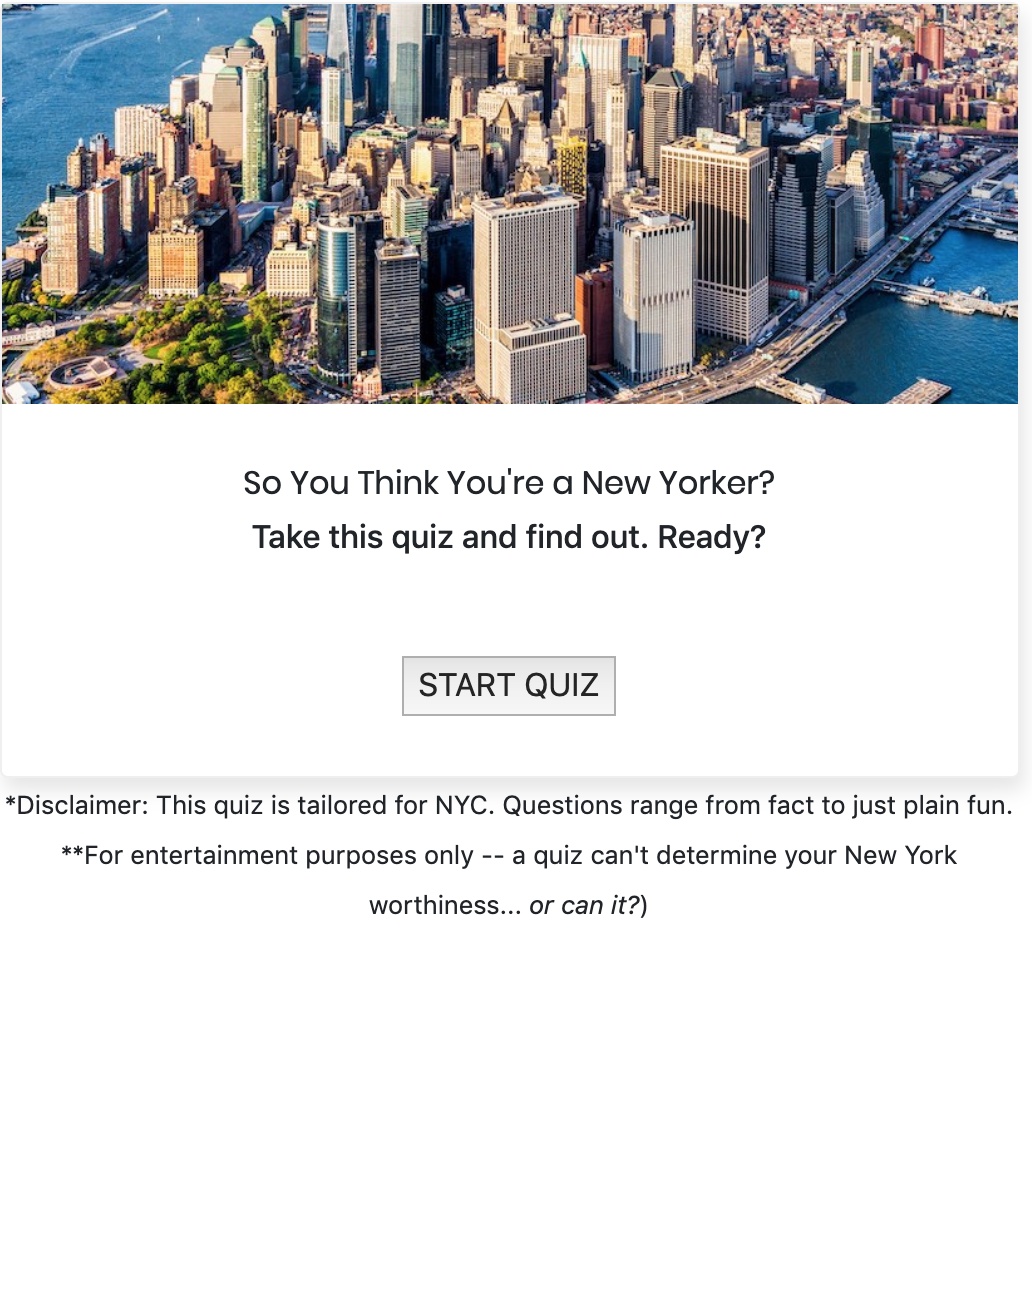 So You Think You're a New Yorker?
Take this quiz and find out. Ready?
START QUIZ
*Disclaimer: This quiz is tailored for NYC. Questions range from fact to just plain fun.
**For entertainment purposes only -- a quiz can't determine your New York
worthiness... or can it?)